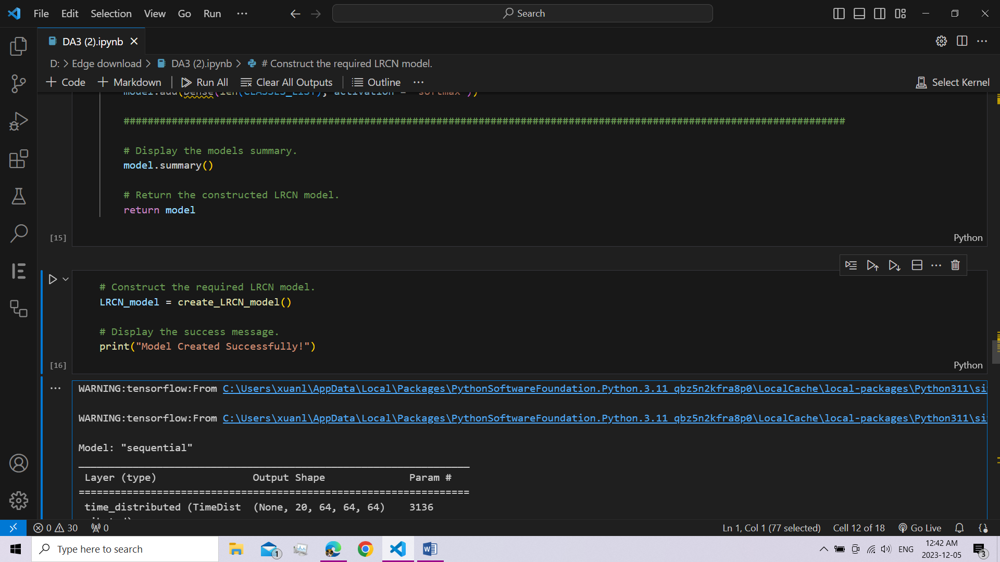 File Edit Selection View Go Run ··· Search
DA3 (2).ipynb
D: > Edge download > DA3 (2).ipynb > # Construct the required LRCN model.
+ Code + Markdown | Run All Clear All Outputs | Outline ··· Select Kernel
model.add(Dense(len(CLASSES_LIST), activation = "softmax"))
########################################################################################################################
# Display the models summary.
model.summary()
# Return the constructed LRCN model.
return model
[15] Python
# Construct the required LRCN model.
LRCN_model = create_LRCN_model()
# Display the success message.
print("Model Created Successfully!")
[16] Python
WARNING:tensorflow:From C:\Users\xuanl\AppData\Local\Packages\PythonSoftwareFoundation.Python.3.11_qbz5n2kfra8p0\LocalCache\local-packages\Python311\si
WARNING:tensorflow:From C:\Users\xuanl\AppData\Local\Packages\PythonSoftwareFoundation.Python.3.11_qbz5n2kfra8p0\LocalCache\local-packages\Python311\si
Model: "sequential"
Layer (type) Output Shape Param #
=================================================================
time_distributed (TimeDist (None, 20, 64, 64, 64) 3136
0 30 0 Ln 1, Col 1 (77 selected) Cell 12 of 18 Go Live
Type here to search 1 ENG 12:42 AM
2023-12-05 3